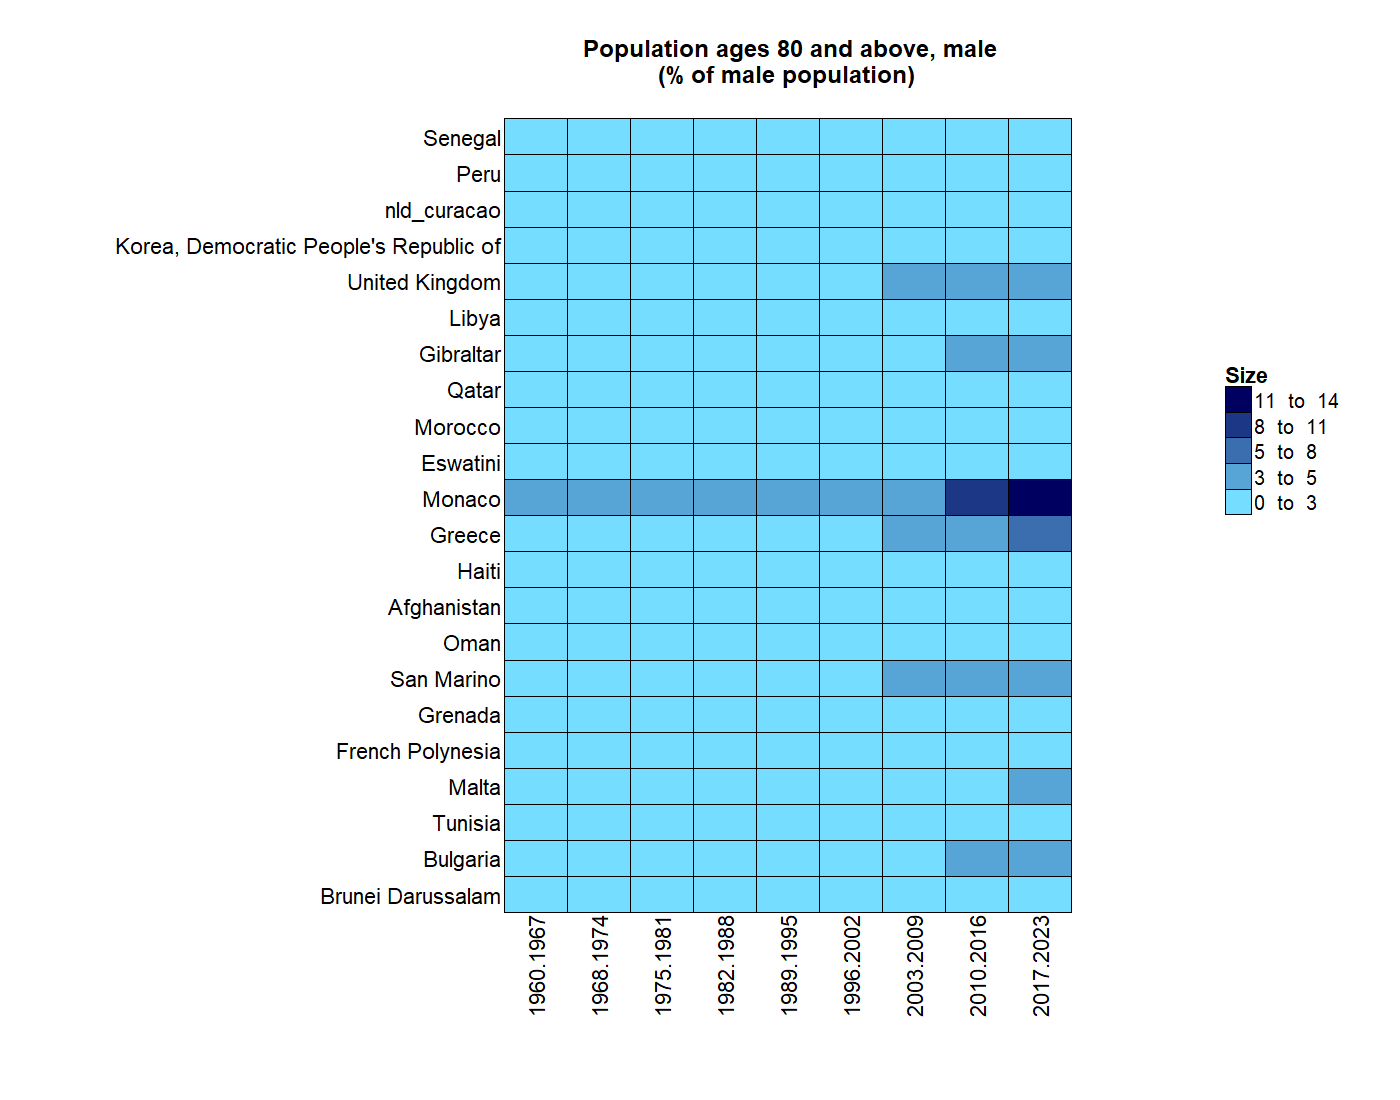 Population ages 80 and above, male
(% of male population)
Senegal
Peru
nld_curacao
Korea, Democratic People's Republic of
United Kingdom
Libya
Gibraltar
Qatar
Morocco
Eswatini
Monaco
Greece
Haiti
Afghanistan
Oman
San Marino
Grenada
French Polynesia
Malta
Tunisia
Bulgaria
Brunei Darussalam
1960.1967
1968.1974
1975.1981
1982.1988
1989.1995
1996.2002
2003.2009
2010.2016
2017.2023
Size
11 to 14
8 to 11
5 to 8
3 to 5
0 to 3